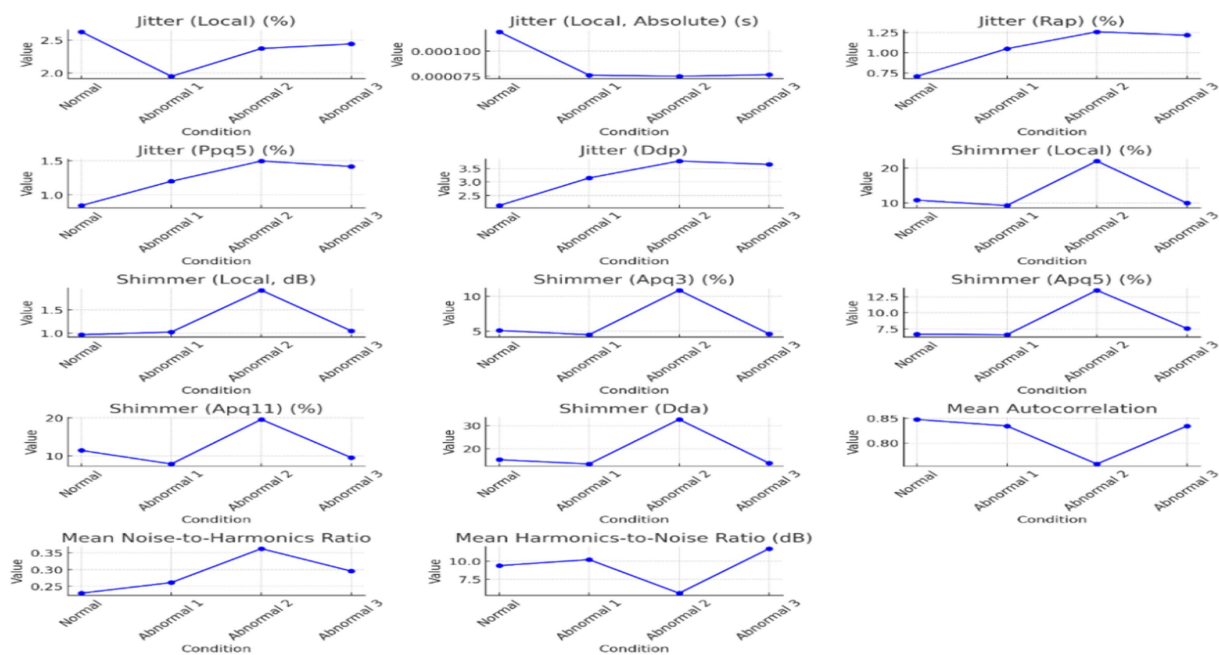 Jitter (Local) (%)
Value
2.5
2.0
Normal
Abnormal 1
Abnormal 2
Abnormal 3
Condition
Jitter (Local, Absolute) (s)
Value
0.000100
0.000075
Normal
Abnormal 1
Abnormal 2
Abnormal 3
Condition
Jitter (Rap) (%)
Value
1.25
1.00
0.75
Normal
Abnormal 1
Abnormal 2
Abnormal 3
Condition
Jitter (Ppq5) (%)
Value
1.5
1.0
Normal
Abnormal 1
Abnormal 2
Abnormal 3
Condition
Jitter (Ddp)
Value
3.5
3.0
2.5
Normal
Abnormal 1
Abnormal 2
Abnormal 3
Condition
Shimmer (Local) (%)
Value
20
10
Normal
Abnormal 1
Abnormal 2
Abnormal 3
Condition
Shimmer (Local, dB)
Value
1.5
1.0
Normal
Abnormal 1
Abnormal 2
Abnormal 3
Condition
Shimmer (Apq3) (%)
Value
10
5
Normal
Abnormal 1
Abnormal 2
Abnormal 3
Condition
Shimmer (Apq5) (%)
Value
12.5
10.0
7.5
Normal
Abnormal 1
Abnormal 2
Abnormal 3
Condition
Shimmer (Apq11) (%)
Value
20
10
Normal
Abnormal 1
Abnormal 2
Abnormal 3
Condition
Shimmer (Dda)
Value
30
20
Normal
Abnormal 1
Abnormal 2
Abnormal 3
Condition
Mean Autocorrelation
Value
0.85
0.80
Normal
Abnormal 1
Abnormal 2
Abnormal 3
Condition
Mean Noise-to-Harmonics Ratio
Value
0.35
0.30
0.25
Normal
Abnormal 1
Abnormal 2
Abnormal 3
Condition
Mean Harmonics-to-Noise Ratio (dB)
Value
10.0
7.5
Normal
Abnormal 1
Abnormal 2
Abnormal 3
Condition